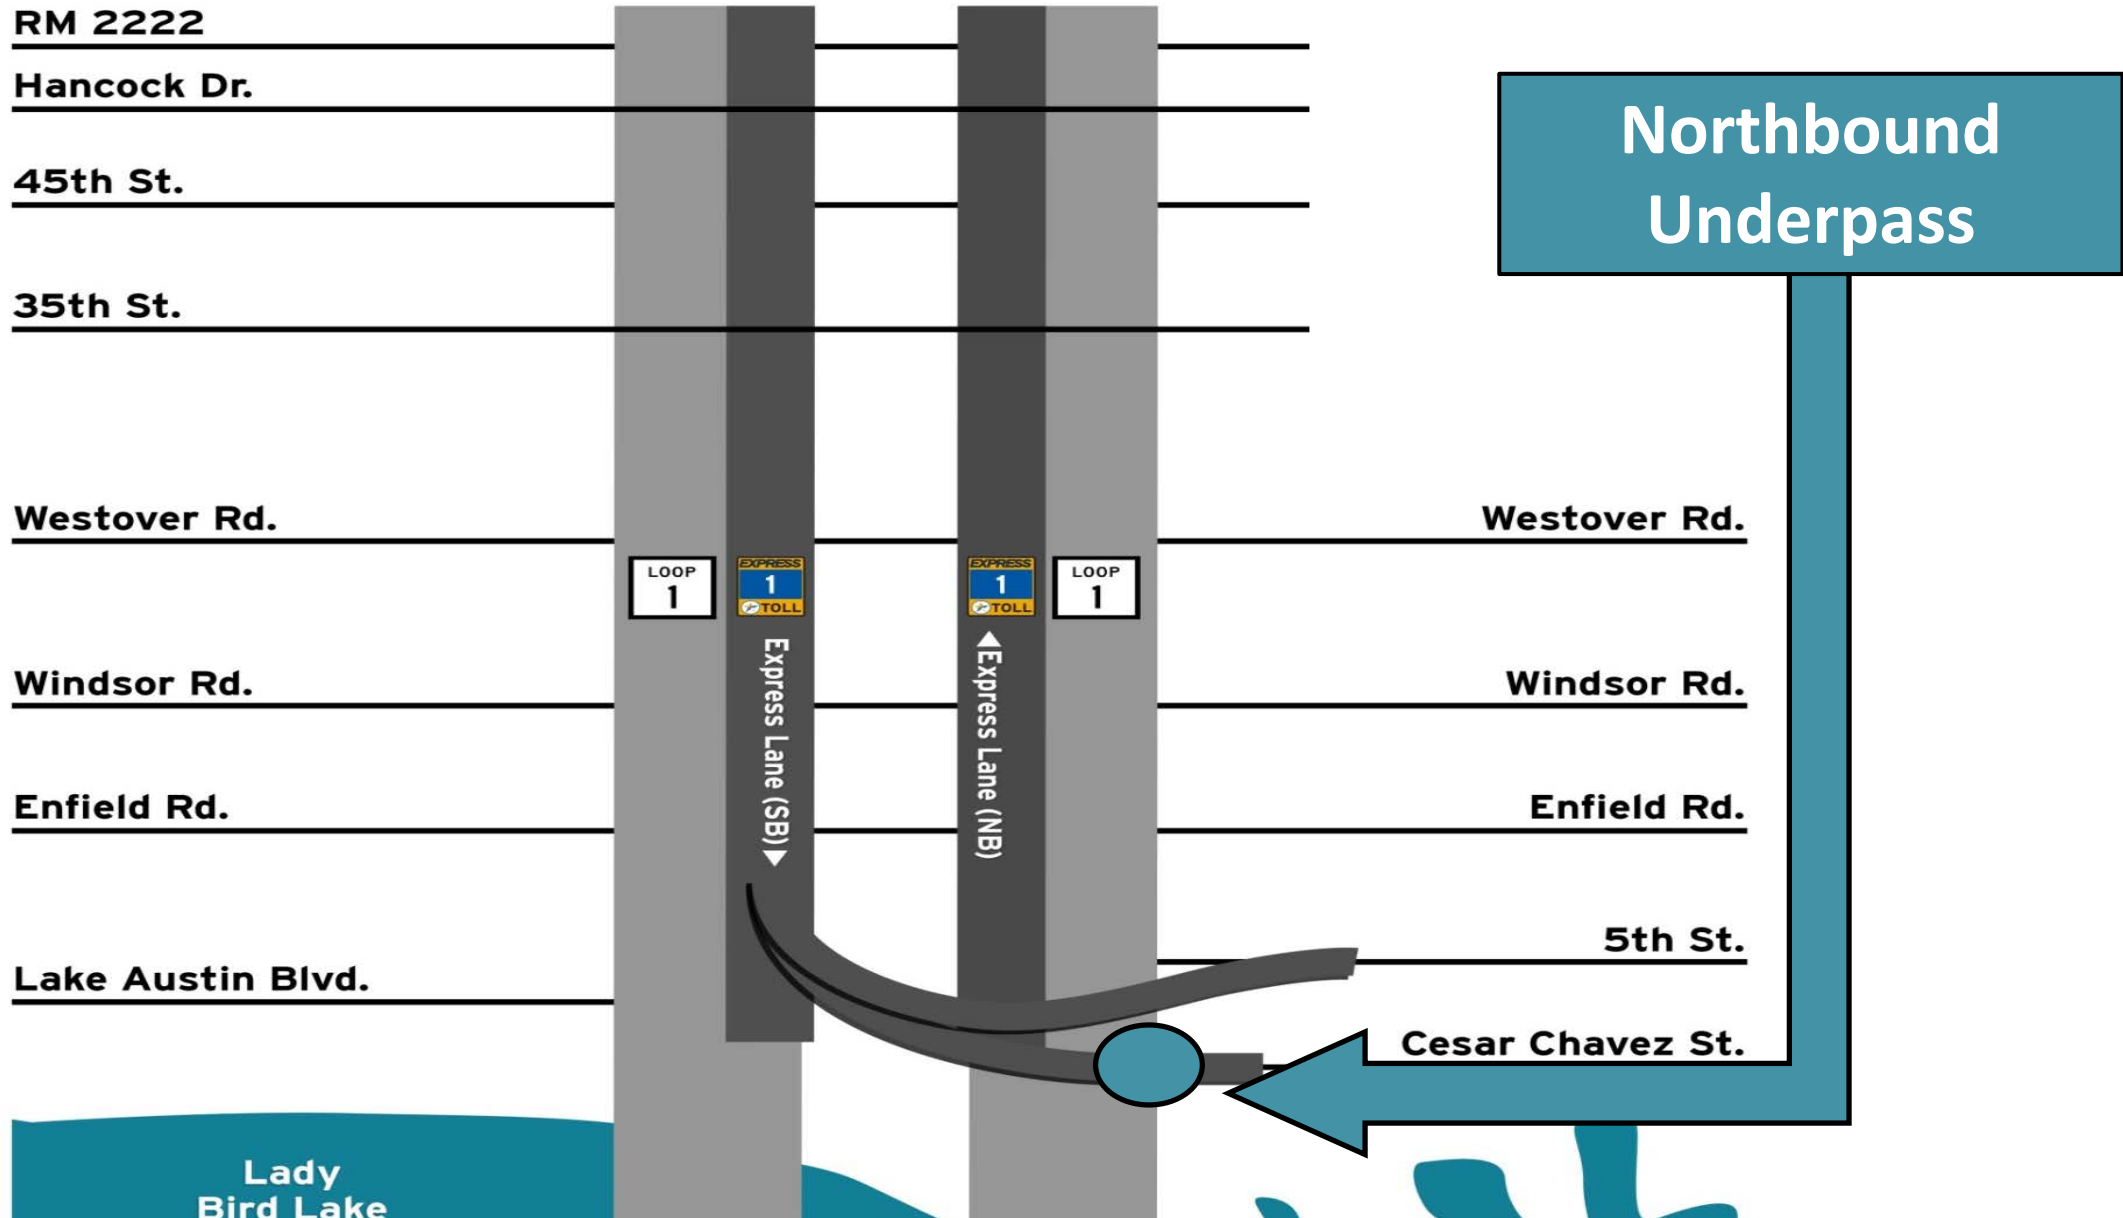 RM 2222
Hancock Dr.
45th St.
35th St.
Northbound
Underpass
Westover Rd.
Westover Rd.
LOOP
1
EXPRESS
1
TOLL
EXPRESS
1
TOLL
LOOP
1
Windsor Rd.
Windsor Rd.
Express Lane (SB)
Express Lane (NB)
Enfield Rd.
Enfield Rd.
5th St.
Lake Austin Blvd.
Cesar Chavez St.
Lady
Bird Lake